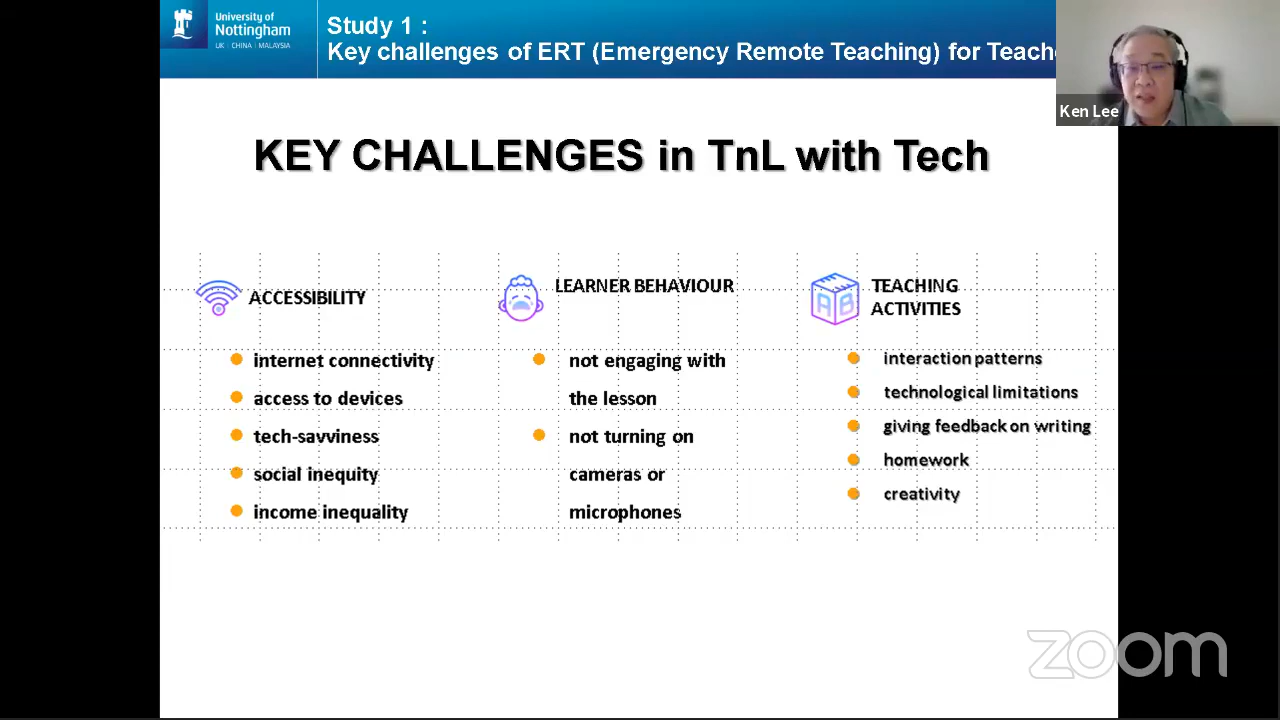 University of
Nottingham
UK | CHINA | MALAYSIA
Study 1 :
Key challenges of ERT (Emergency Remote Teaching) for Teach
Ken Lee
KEY CHALLENGES in TnL with Tech
ACCESSIBILITY
internet connectivity
access to devices
tech-savviness
social inequity
income inequality
LEARNER BEHAVIOUR
not engaging with
the lesson
not turning on
cameras or
microphones
TEACHING
ACTIVITIES
AB
interaction patterns
technological limitations
giving feedback on writing
homework
creativity
zoom